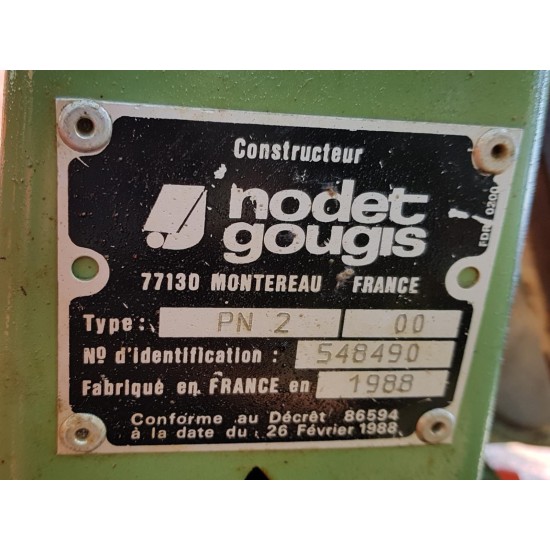 Constructeur
nodet
gougis
77130 MONTEREAU FRANCE
Type : PN 2 00
Nº d'identification : 548490
Fabriqué en FRANCE en 1988
Conforme au Décrêt 86594
à la date du : 26 Février 1988